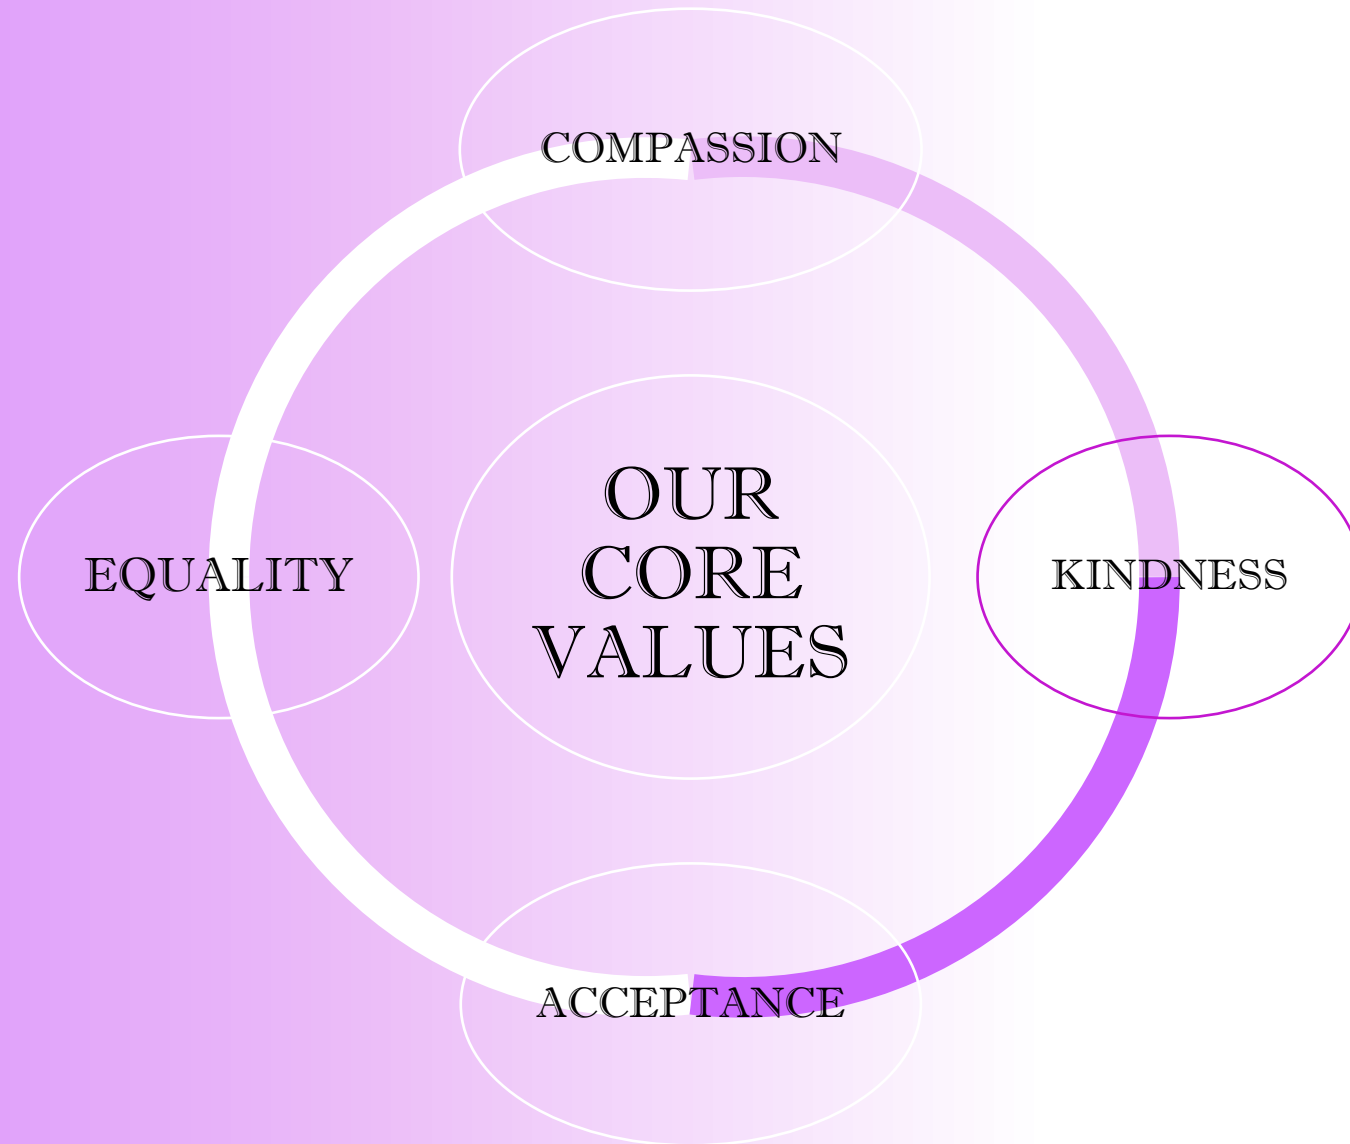 COMPASSION
EQUALITY
OUR
CORE
VALUES
KINDNESS
ACCEPTANCE